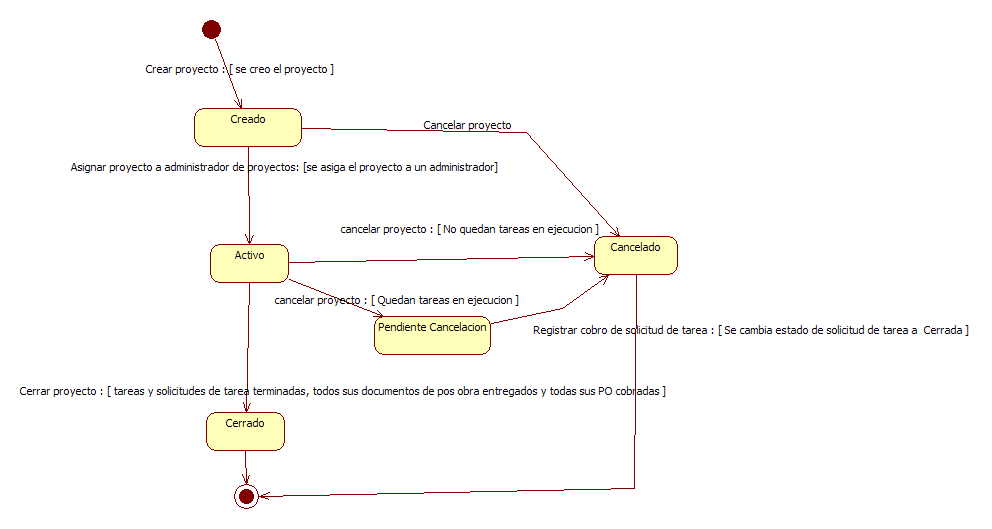 Crear proyecto : [ se creo el proyecto ]
Creado
Cancelar proyecto
Asignar proyecto a administrador de proyectos: [se asiga el proyecto a un administrador]
cancelar proyecto : [ No quedan tareas en ejecucion ]
Cancelado
Activo
cancelar proyecto : [ Quedan tareas en ejecucion ]
Pendiente Cancelacion
Registrar cobro de solicitud de tarea : [ Se cambia estado de solicitud de tarea a Cerrada ]
Cerrar proyecto : [ tareas y solicitudes de tarea terminadas, todos sus documentos de pos obra entregados y todas sus PO cobradas ]
Cerrado